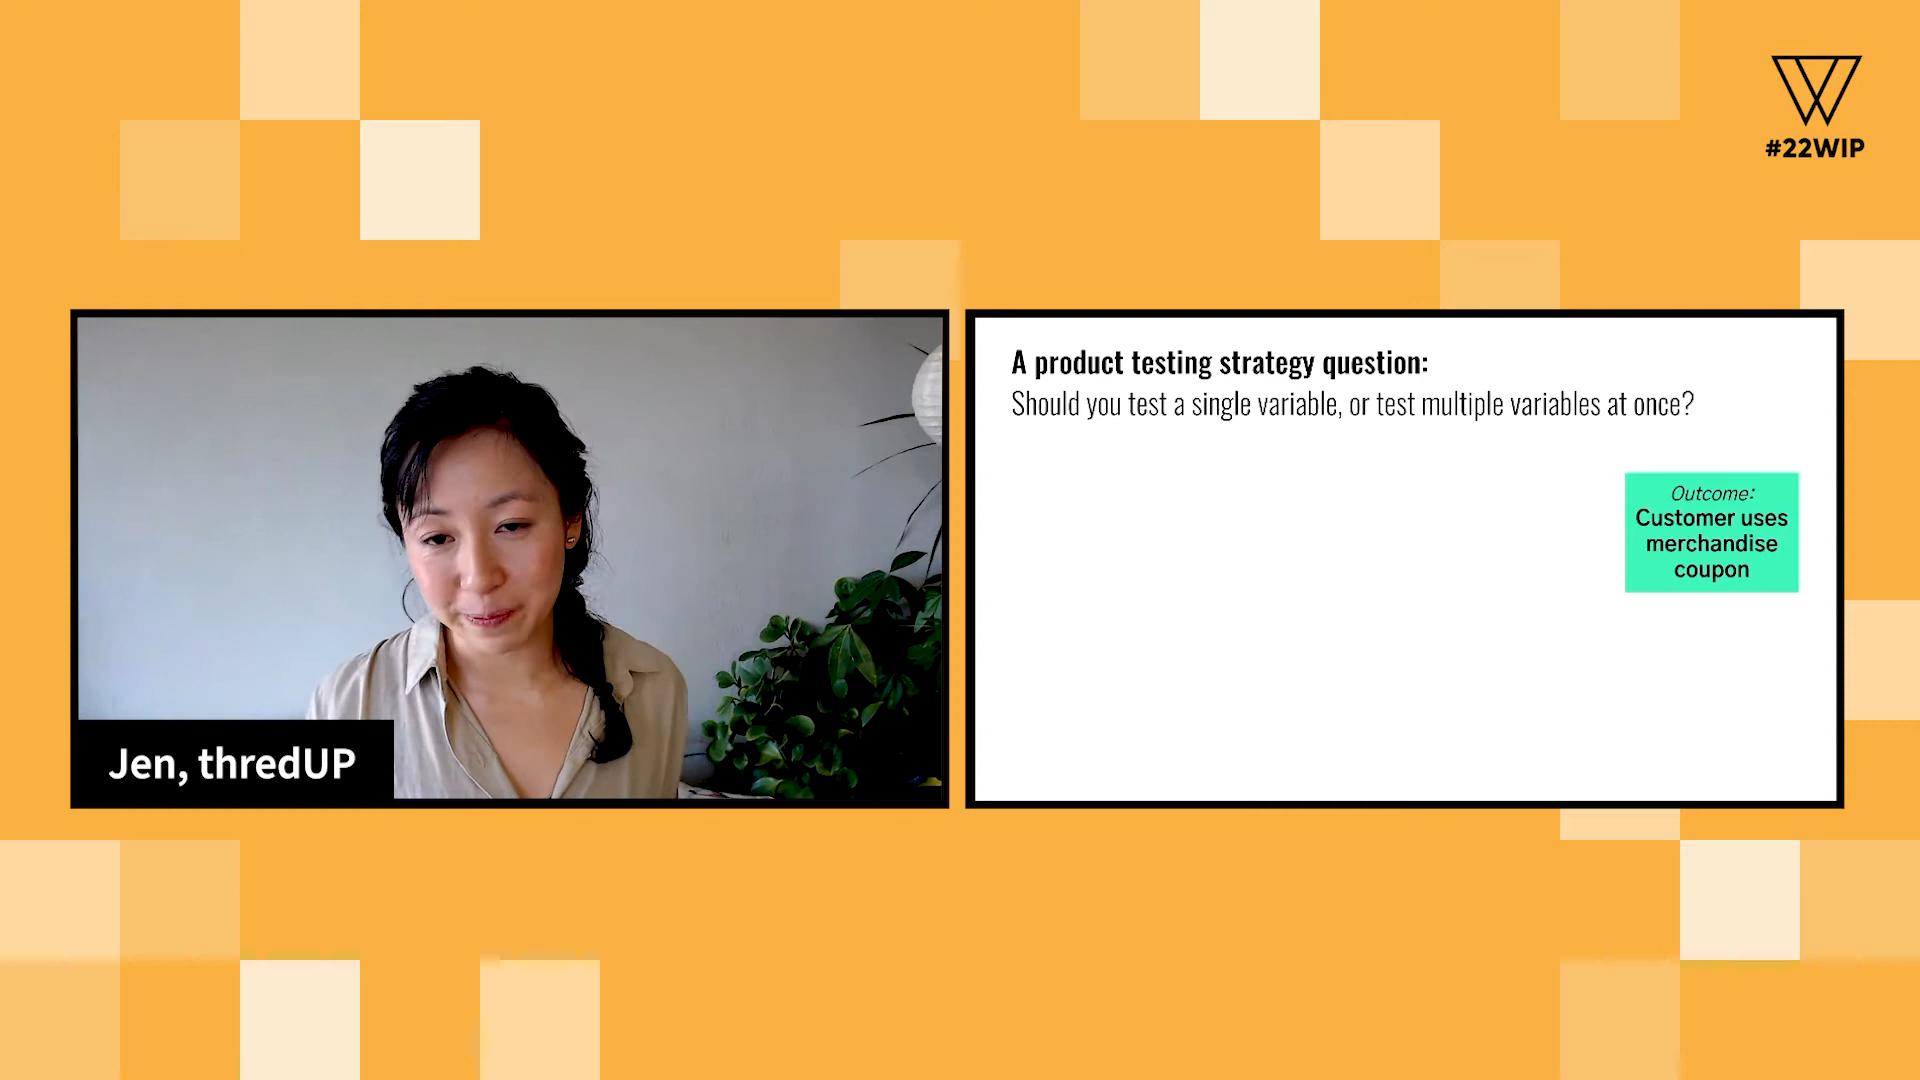 #22WIP
Jen, thredUP
A product testing strategy question:
Should you test a single variable, or test multiple variables at once?
Outcome:
Customer uses
merchandise
coupon